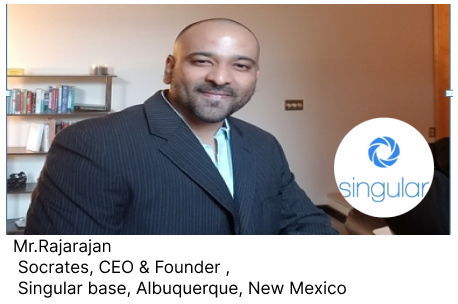 singular
Mr.Rajarajan
Socrates, CEO & Founder ,
Singular base, Albuquerque, New Mexico